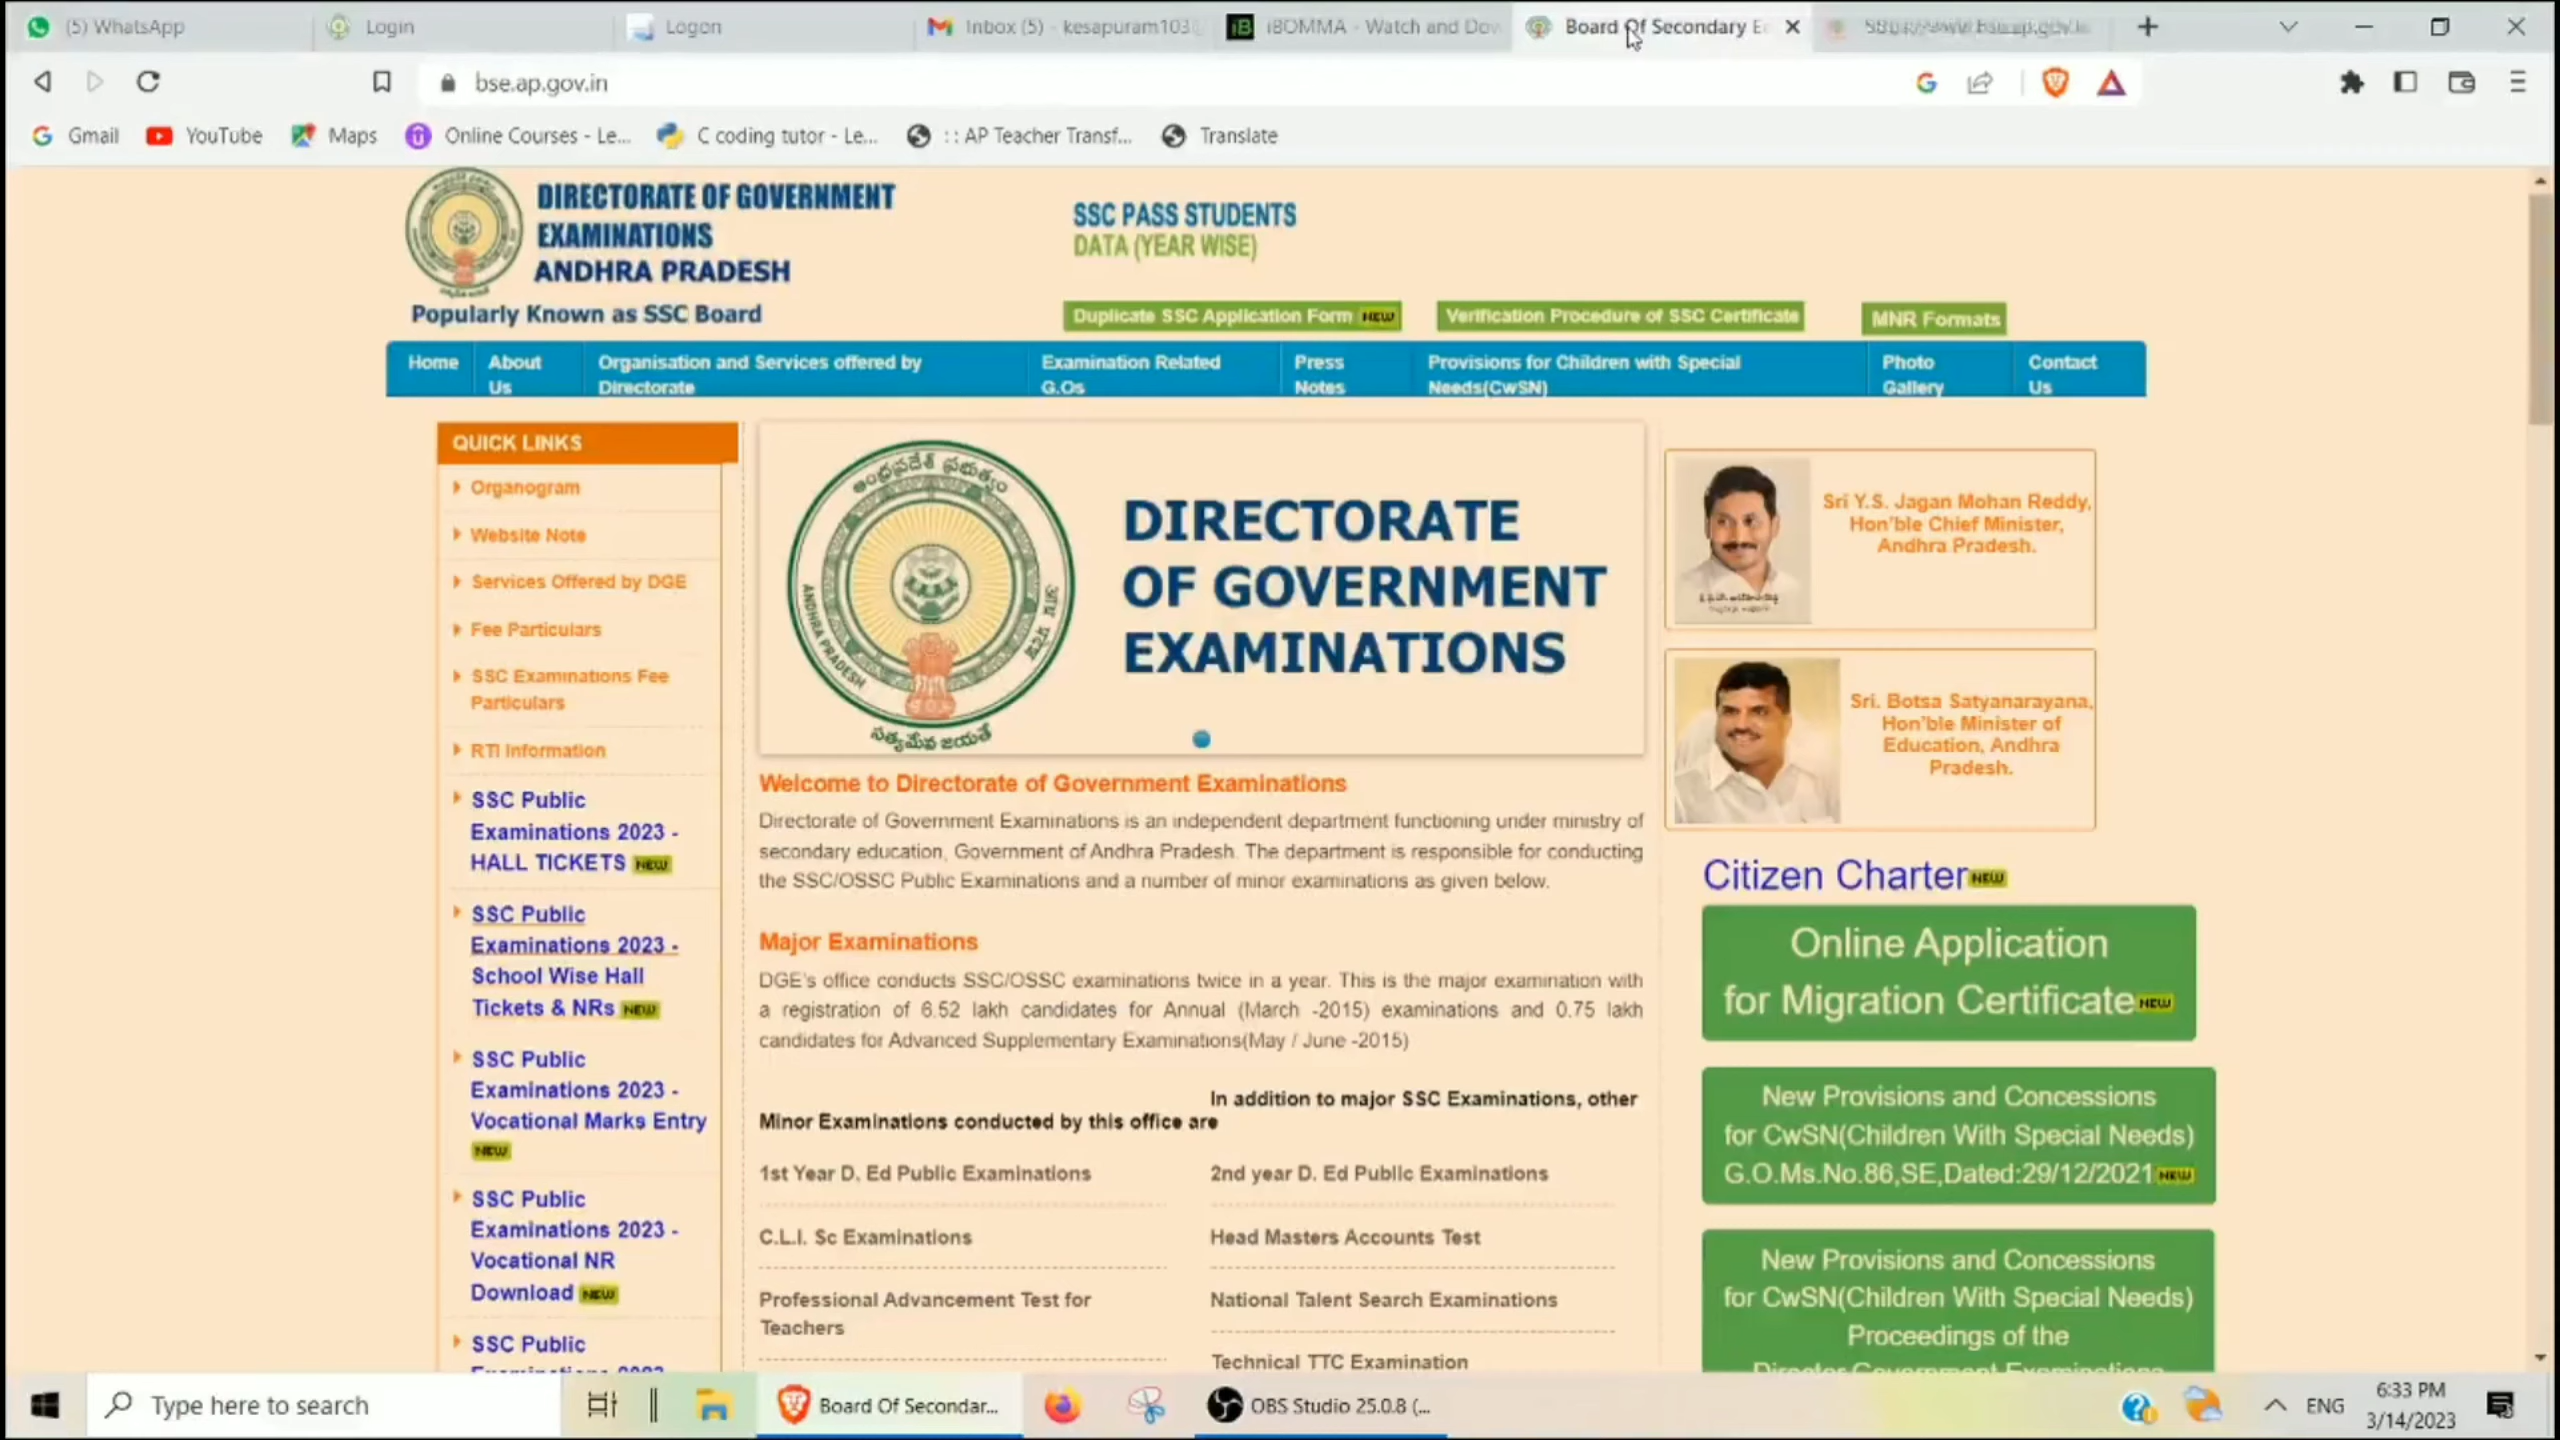 (5) WhatsApp
Login
Logon
Inbox (5) - kesapuram103
iBOMMA - Watch and Dow
Board Of Secondary E
bse.ap.gov.in
Gmail
YouTube
Maps
Online Courses - Le...
C coding tutor - Le...
:: AP Teacher Transf...
Translate
DIRECTORATE OF GOVERNMENT
EXAMINATIONS
ANDHRA PRADESH
Popularly Known as SSC Board
SSC PASS STUDENTS
DATA (YEAR WISE)
Duplicate SSC Application Form NEW
Verification Procedure of SSC Certificate
MNR Formats
Home
About
Us
Organisation and Services offered by
Directorate
Examination Related
G.Os
Press
Notes
Provisions for Children with Special
Needs(CwSN)
Photo
Gallery
Contact
Us
QUICK LINKS
Organogram
Website Note
Services Offered by DGE
Fee Particulars
SSC Examinations Fee
Particulars
RTI Information
SSC Public
Examinations 2023 -
HALL TICKETS NEW
SSC Public
Examinations 2023 -
School Wise Hall
Tickets & NRs NEW
SSC Public
Examinations 2023 -
Vocational Marks Entry
NEW
SSC Public
Examinations 2023 -
Vocational NR
Download NEW
SSC Public
ఆంధ్రప్రదేశ్ ప్రభుత్వం
ANDHRA PRADESH
సత్యమేవ జయతే
DIRECTORATE
OF GOVERNMENT
EXAMINATIONS
Welcome to Directorate of Government Examinations
Directorate of Government Examinations is an independent department functioning under ministry of
secondary education, Government of Andhra Pradesh. The department is responsible for conducting
the SSC/OSSC Public Examinations and a number of minor examinations as given below.
Major Examinations
DGE's office conducts SSC/OSSC examinations twice in a year. This is the major examination with
a registration of 6.52 lakh candidates for Annual (March -2015) examinations and 0.75 lakh
candidates for Advanced Supplementary Examinations(May / June -2015)
In addition to major SSC Examinations, other
Minor Examinations conducted by this office are
1st Year D. Ed Public Examinations
2nd year D. Ed Public Examinations
C.L.I. Sc Examinations
Head Masters Accounts Test
Professional Advancement Test for
Teachers
National Talent Search Examinations
Technical TTC Examination
Sri Y.S. Jagan Mohan Reddy,
Hon'ble Chief Minister,
Andhra Pradesh.
Sri. Botsa Satyanarayana,
Hon'ble Minister of
Education, Andhra
Pradesh.
Citizen Charter NEW
Online Application
for Migration Certificate NEW
New Provisions and Concessions
for CwSN(Children With Special Needs)
G.O.Ms.No.86,SE,Dated:29/12/2021 NEW
New Provisions and Concessions
for CwSN(Children With Special Needs)
Proceedings of the
Director Government Examinations
Type here to search
Board Of Secondar...
OBS Studio 25.0.8 (...
ENG
6:33 PM
3/14/2023